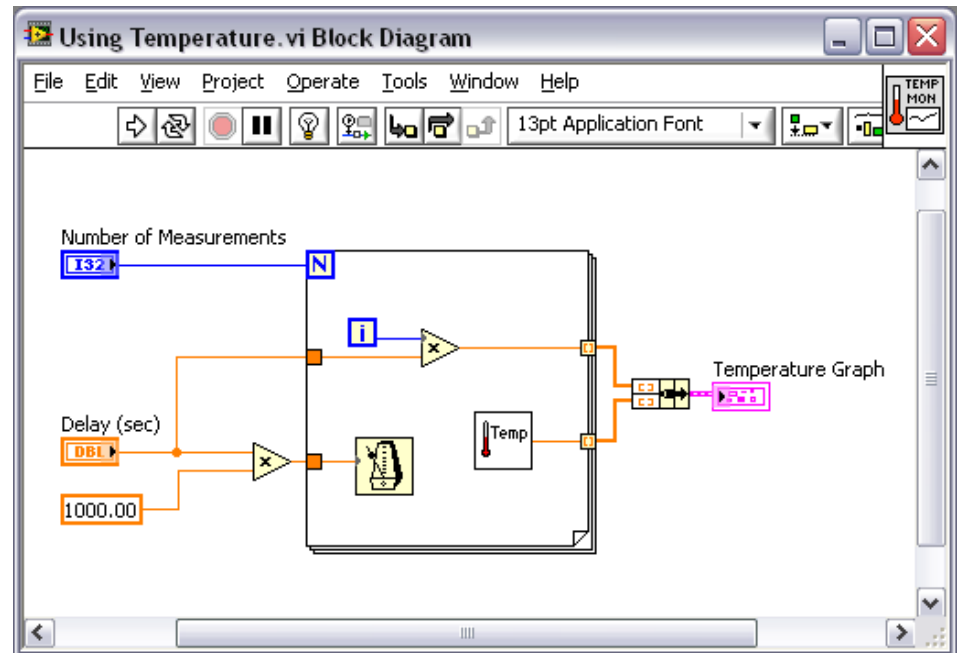 Using Temperature.vi Block Diagram
File Edit View Project Operate Tools Window Help
TEMP
MON
13pt Application Font
Number of Measurements
I32
N
i
×
Temperature Graph
Delay (sec)
DBL
×
Temp
1000.00